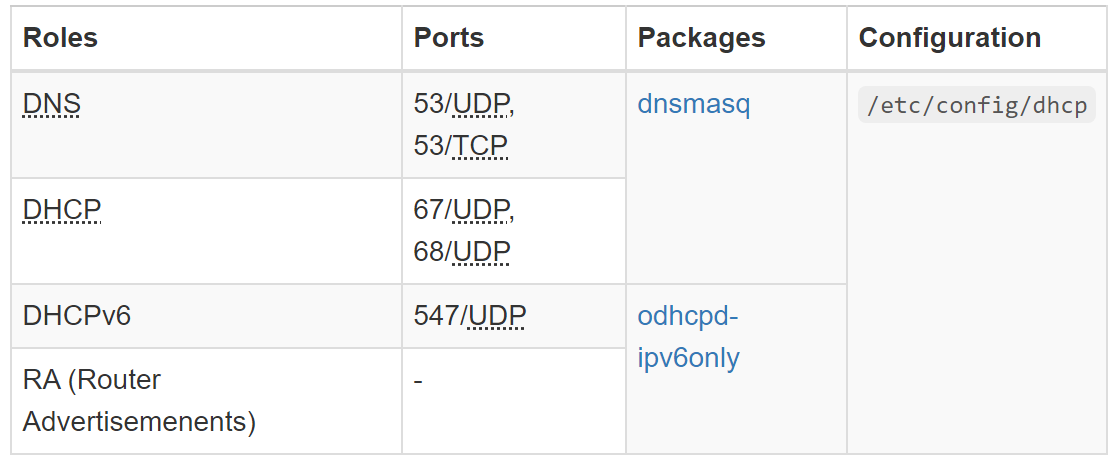 Roles Ports Packages Configuration
DNS 53/UDP, dnsmasq /etc/config/dhcp
53/TCP
DHCP 67/UDP,
68/UDP
DHCPv6 547/UDP odhcpd-
ipv6only
RA (Router -
Advertisemenents)